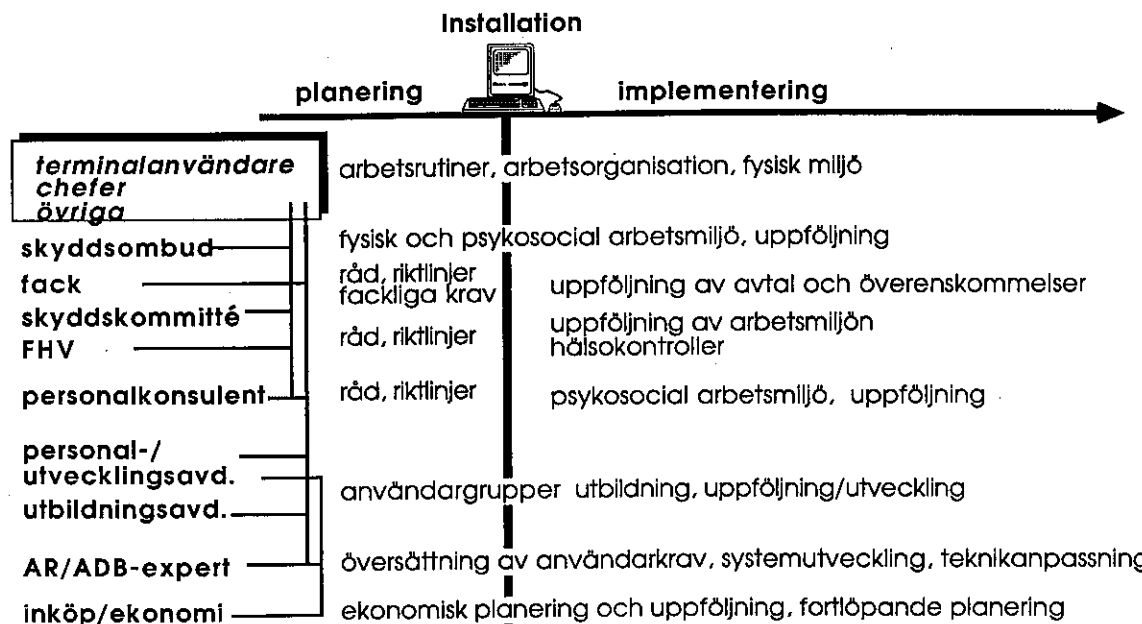 Installation
planering implementering
terminalanvändare arbetsrutiner, arbetsorganisation, fysisk miljö
chefer
övriga
skyddsombud fysisk och psykosocial arbetsmiljö, uppföljning
råd, riktlinjer
fack fackliga krav uppföljning av avtal och överenskommelser
skyddskommitté uppföljning av arbetsmiljön
FHV råd, riktlinjer hälsokontroller
personalkonsulent råd, riktlinjer psykosocial arbetsmiljö, uppföljning
personal-/
utvecklingsavd.
användargrupper utbildning, uppföljning/utveckling
utbildningsavd.
AR/ADB-expert översättning av användarkrav, systemutveckling, teknikanpassning
inköp/ekonomi ekonomisk planering och uppföljning, fortlöpande planering